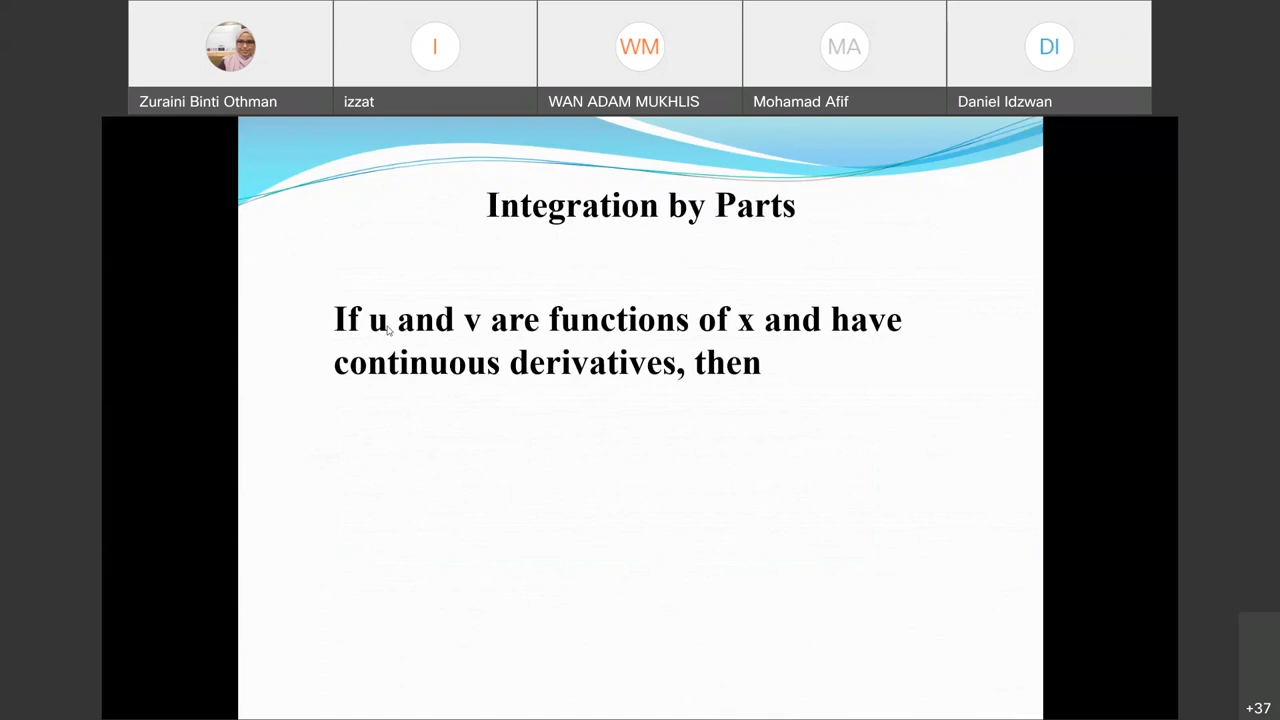 I
WM
MA
DI
Zuraini Binti Othman
izzat
WAN ADAM MUKHLIS
Mohamad Afif
Daniel Idzwan
Integration by Parts
If u and v are functions of x and have
continuous derivatives, then
+37